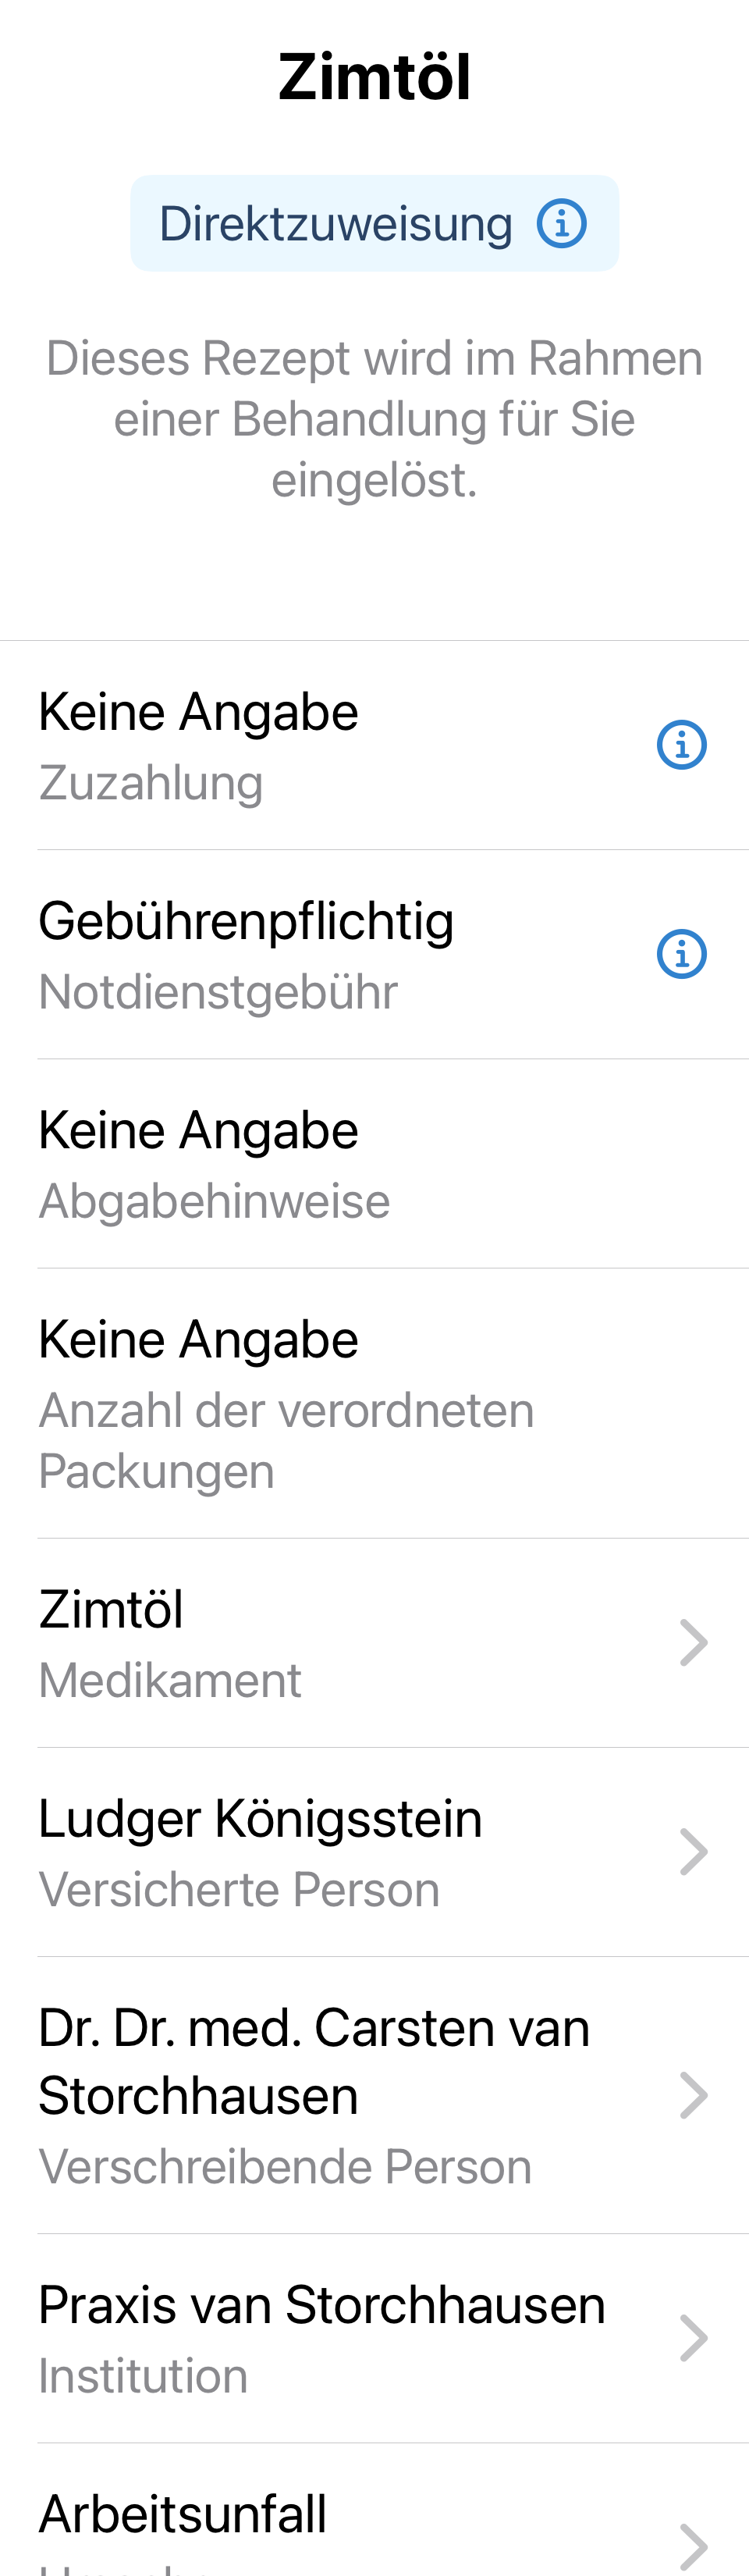 Zimtöl
Direktzuweisung
Dieses Rezept wird im Rahmen
einer Behandlung für Sie
eingelöst.
Keine Angabe
Zuzahlung
Gebührenpflichtig
Notdienstgebühr
Keine Angabe
Abgabehinweise
Keine Angabe
Anzahl der verordneten
Packungen
Zimtöl
Medikament
Ludger Königsstein
Versicherte Person
Dr. Dr. med. Carsten van
Storchhausen
Verschreibende Person
Praxis van Storchhausen
Institution
Arbeitsunfall